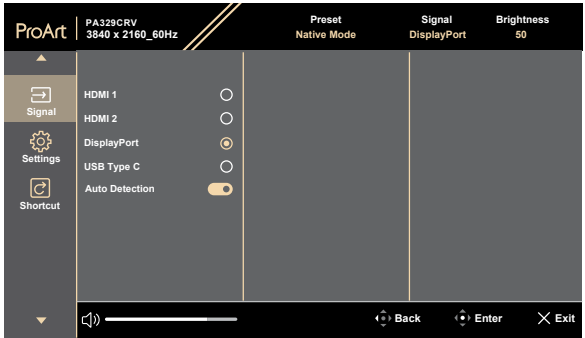 ProArt
PA329CRV
3840 x 2160_60Hz
Preset
Native Mode
Signal
DisplayPort
Brightness
50
Signal
Settings
Shortcut
HDMI 1
HDMI 2
DisplayPort
USB Type C
Auto Detection
Back
Enter
Exit